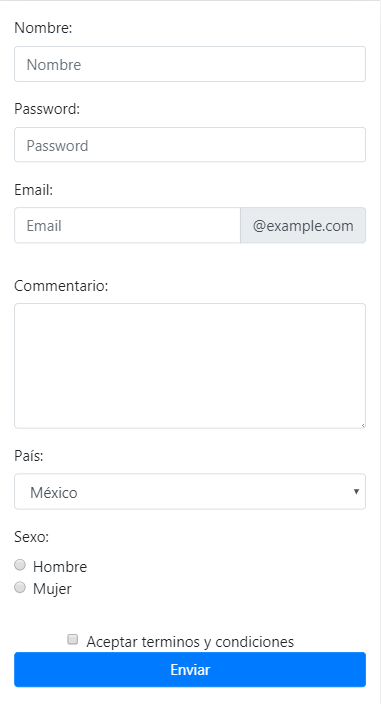 Nombre:
Nombre
Password:
Password
Email:
Email @example.com
Commentario:
País:
México
Sexo:
Hombre
Mujer
Aceptar terminos y condiciones
Enviar